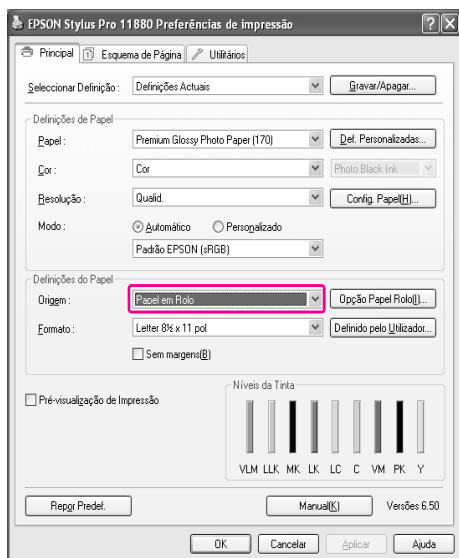 EPSON Stylus Pro 11880 Preferências de impressão
Principal Esquema de Página Utilitários
Seleccionar Definição : Definições Actuais Gravar/Apagar...
Definições de Papel
Papel : Premium Glossy Photo Paper (170) Def. Personalizadas...
Cor : Cor Photo Black Ink
Resolução : Qualid. Config. Papel(H)...
Modo : Automático Personalizado
Padrão EPSON (sRGB)
Definições do Papel
Origem : Papel em Rolo Opção Papel Rolo(I)...
Formato : Letter 8½ x 11 pol Definido pelo Utilizador...
Sem margens(B)
Pré-visualização de Impressão
Níveis da Tinta
VLM LLK MK LK LC C VM PK Y
Repor Predef. Manual(K) Versões 6.50
OK Cancelar Aplicar Ajuda